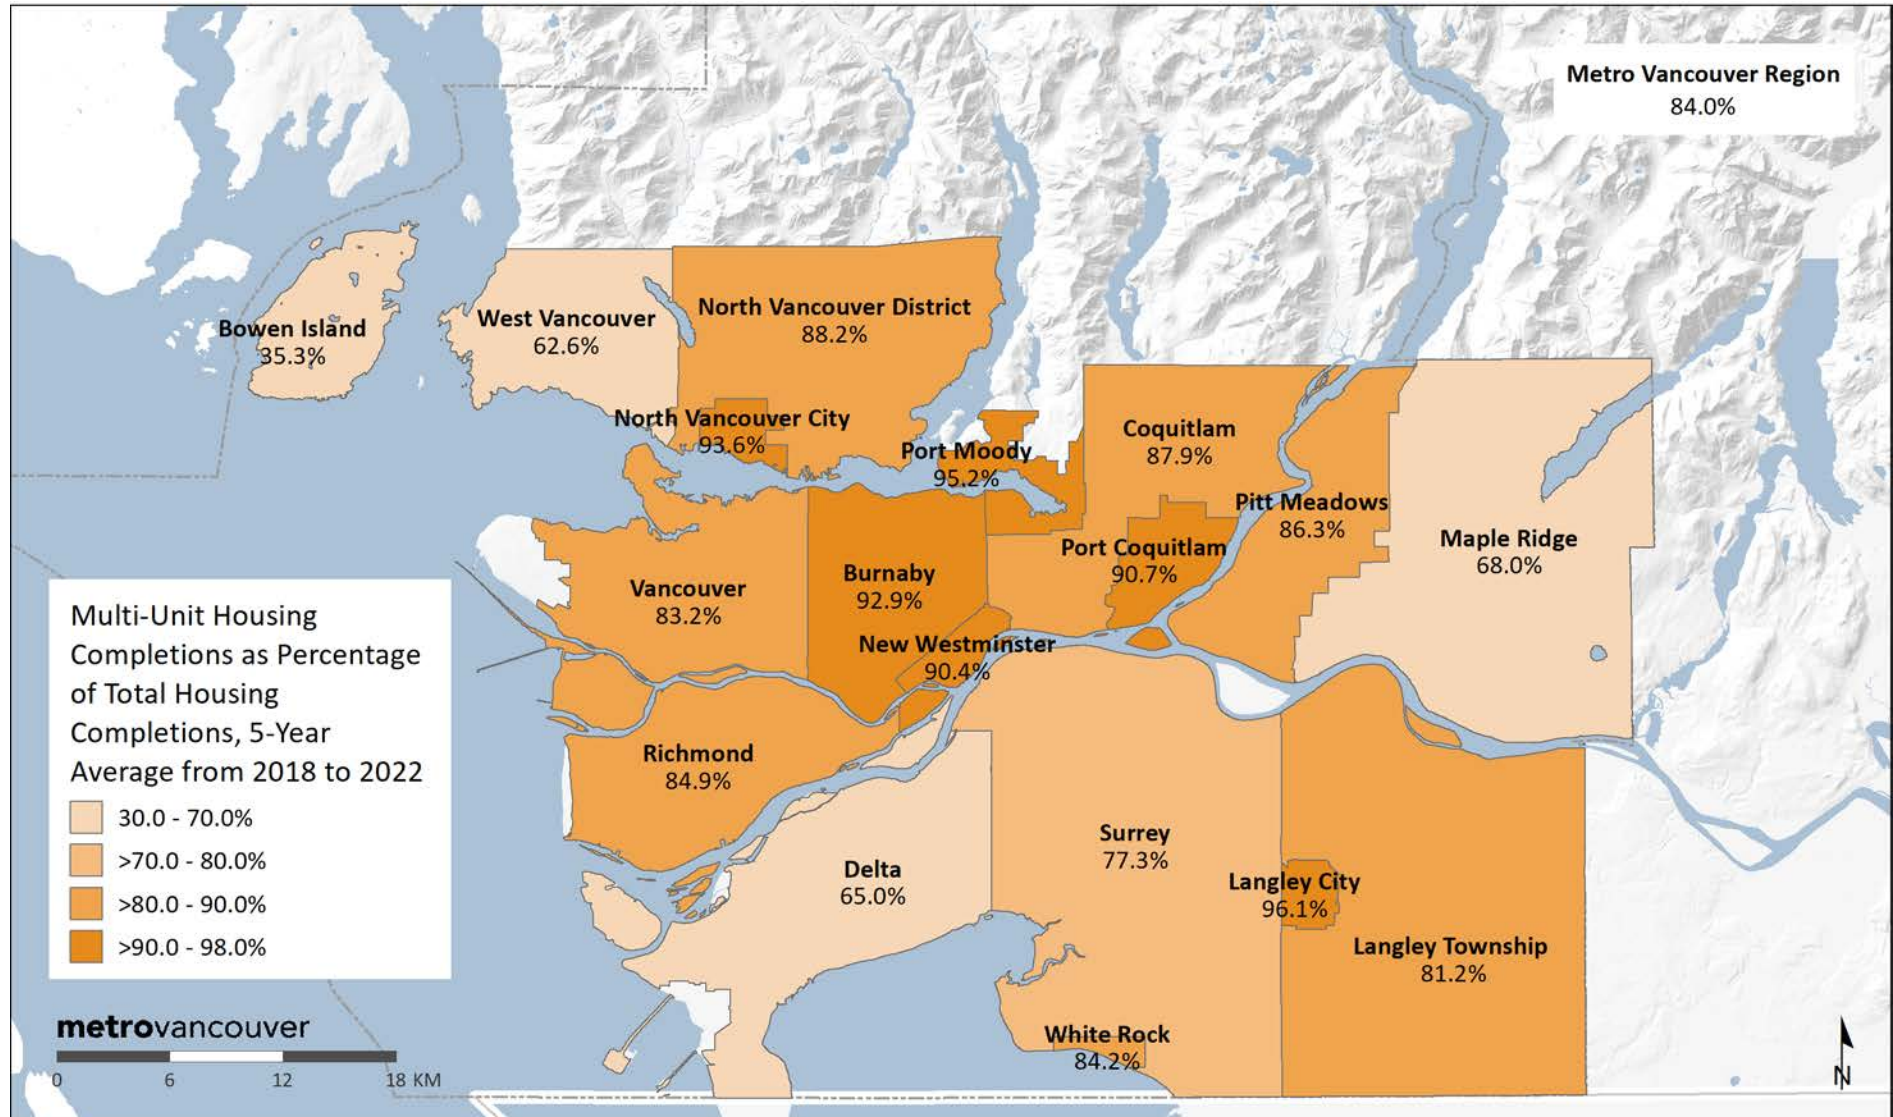 Metro Vancouver Region
84.0%
Bowen Island
35.3%
West Vancouver
62.6%
North Vancouver District
88.2%
North Vancouver City
93.6%
Port Moody
95.2%
Coquitlam
87.9%
Pitt Meadows
86.3%
Maple Ridge
68.0%
Port Coquitlam
90.7%
Vancouver
83.2%
Burnaby
92.9%
New Westminster
90.4%
Richmond
84.9%
Delta
65.0%
Surrey
77.3%
Langley City
96.1%
Langley Township
81.2%
White Rock
84.2%
Multi-Unit Housing
Completions as Percentage
of Total Housing
Completions, 5-Year
Average from 2018 to 2022
30.0 - 70.0%
>70.0 - 80.0%
>80.0 - 90.0%
>90.0 - 98.0%
metrovancouver
0 6 12 18 KM
N